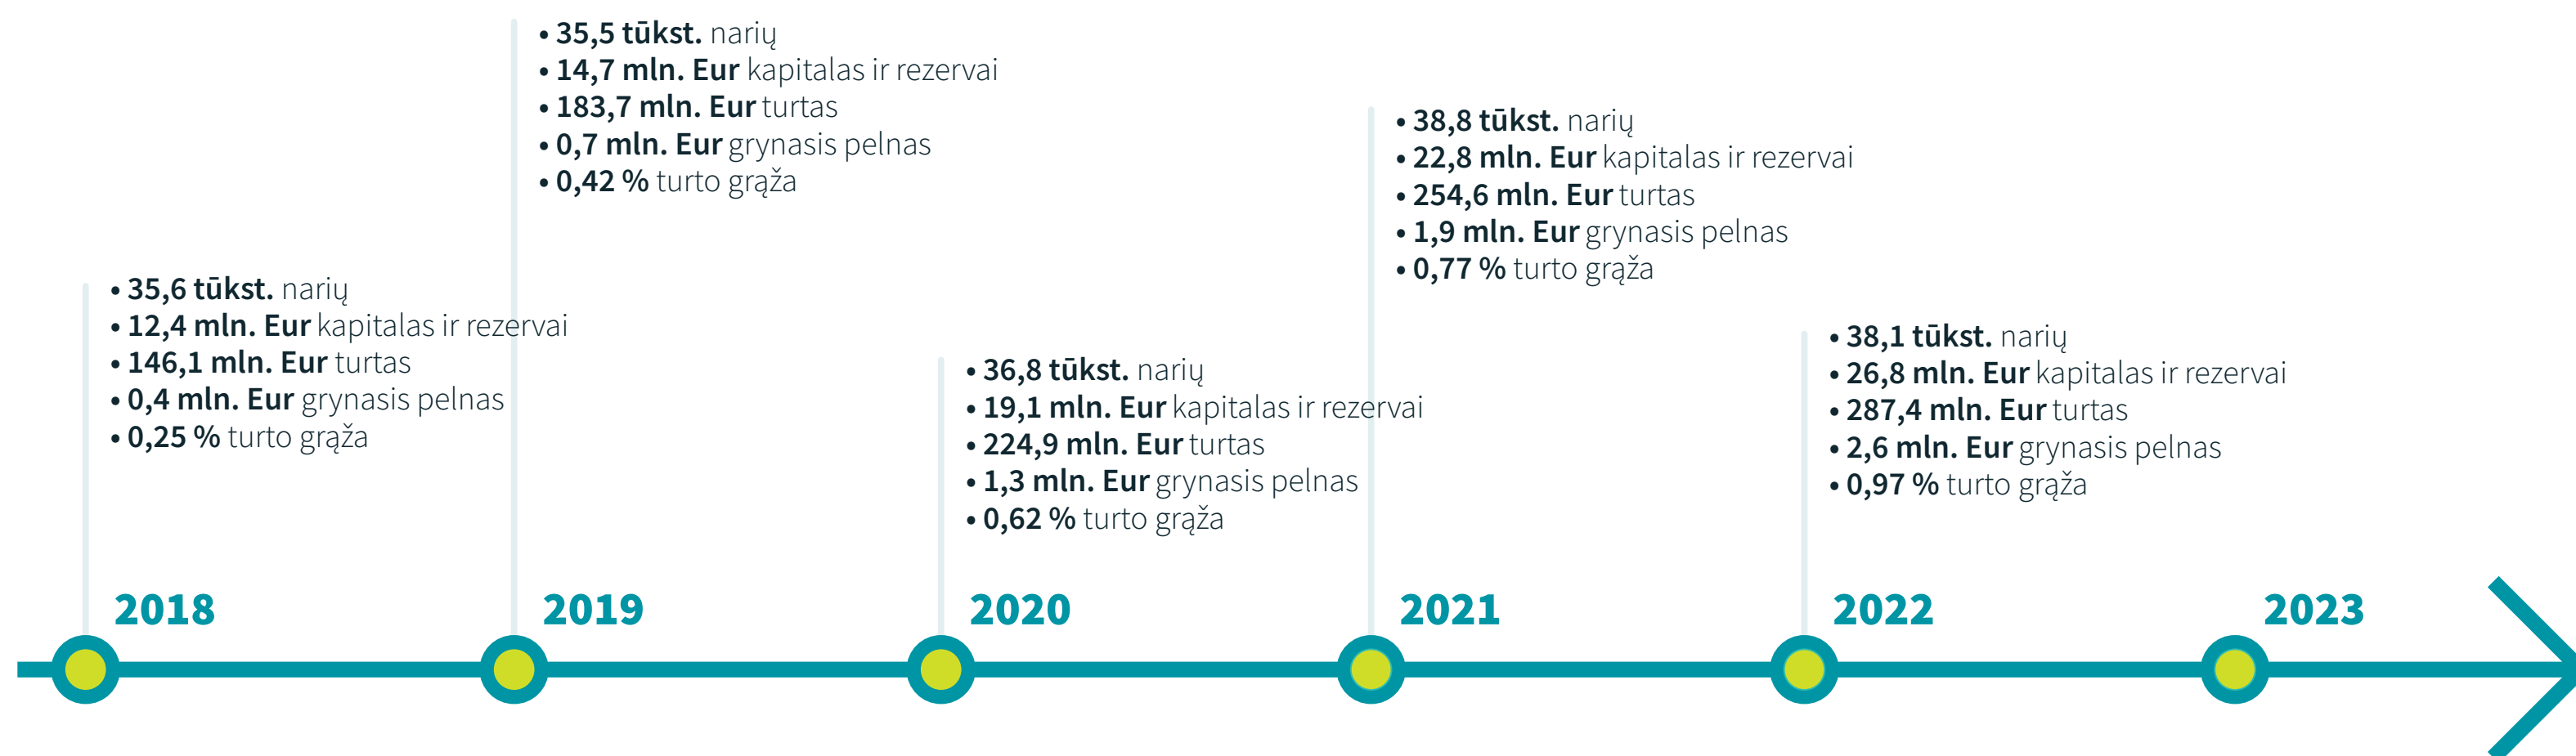 • 35,6 tūkst. narių
• 12,4 mln. Eur kapitalas ir rezervai
• 146,1 mln. Eur turtas
• 0,4 mln. Eur grynasis pelnas
• 0,25 % turto grąža
2018
• 35,5 tūkst. narių
• 14,7 mln. Eur kapitalas ir rezervai
• 183,7 mln. Eur turtas
• 0,7 mln. Eur grynasis pelnas
• 0,42 % turto grąža
2019
• 36,8 tūkst. narių
• 19,1 mln. Eur kapitalas ir rezervai
• 224,9 mln. Eur turtas
• 1,3 mln. Eur grynasis pelnas
• 0,62 % turto grąža
2020
• 38,8 tūkst. narių
• 22,8 mln. Eur kapitalas ir rezervai
• 254,6 mln. Eur turtas
• 1,9 mln. Eur grynasis pelnas
• 0,77 % turto grąža
2021
• 38,1 tūkst. narių
• 26,8 mln. Eur kapitalas ir rezervai
• 287,4 mln. Eur turtas
• 2,6 mln. Eur grynasis pelnas
• 0,97 % turto grąža
2022
2023